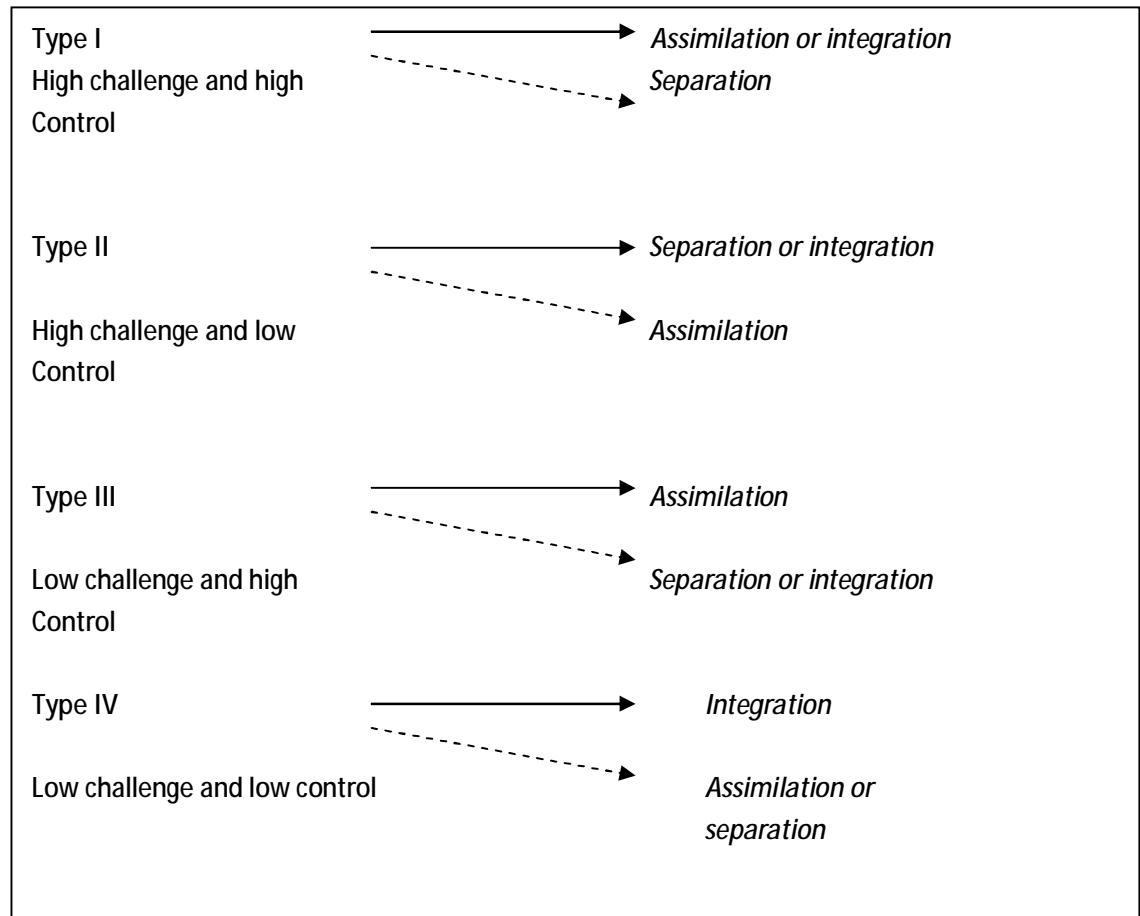 Type I
Assimilation or integration
High challenge and high
Separation
Control
Type II
Separation or integration
High challenge and low
Assimilation
Control
Type III
Assimilation
Low challenge and high
Separation or integration
Control
Type IV
Integration
Low challenge and low control
Assimilation or
separation